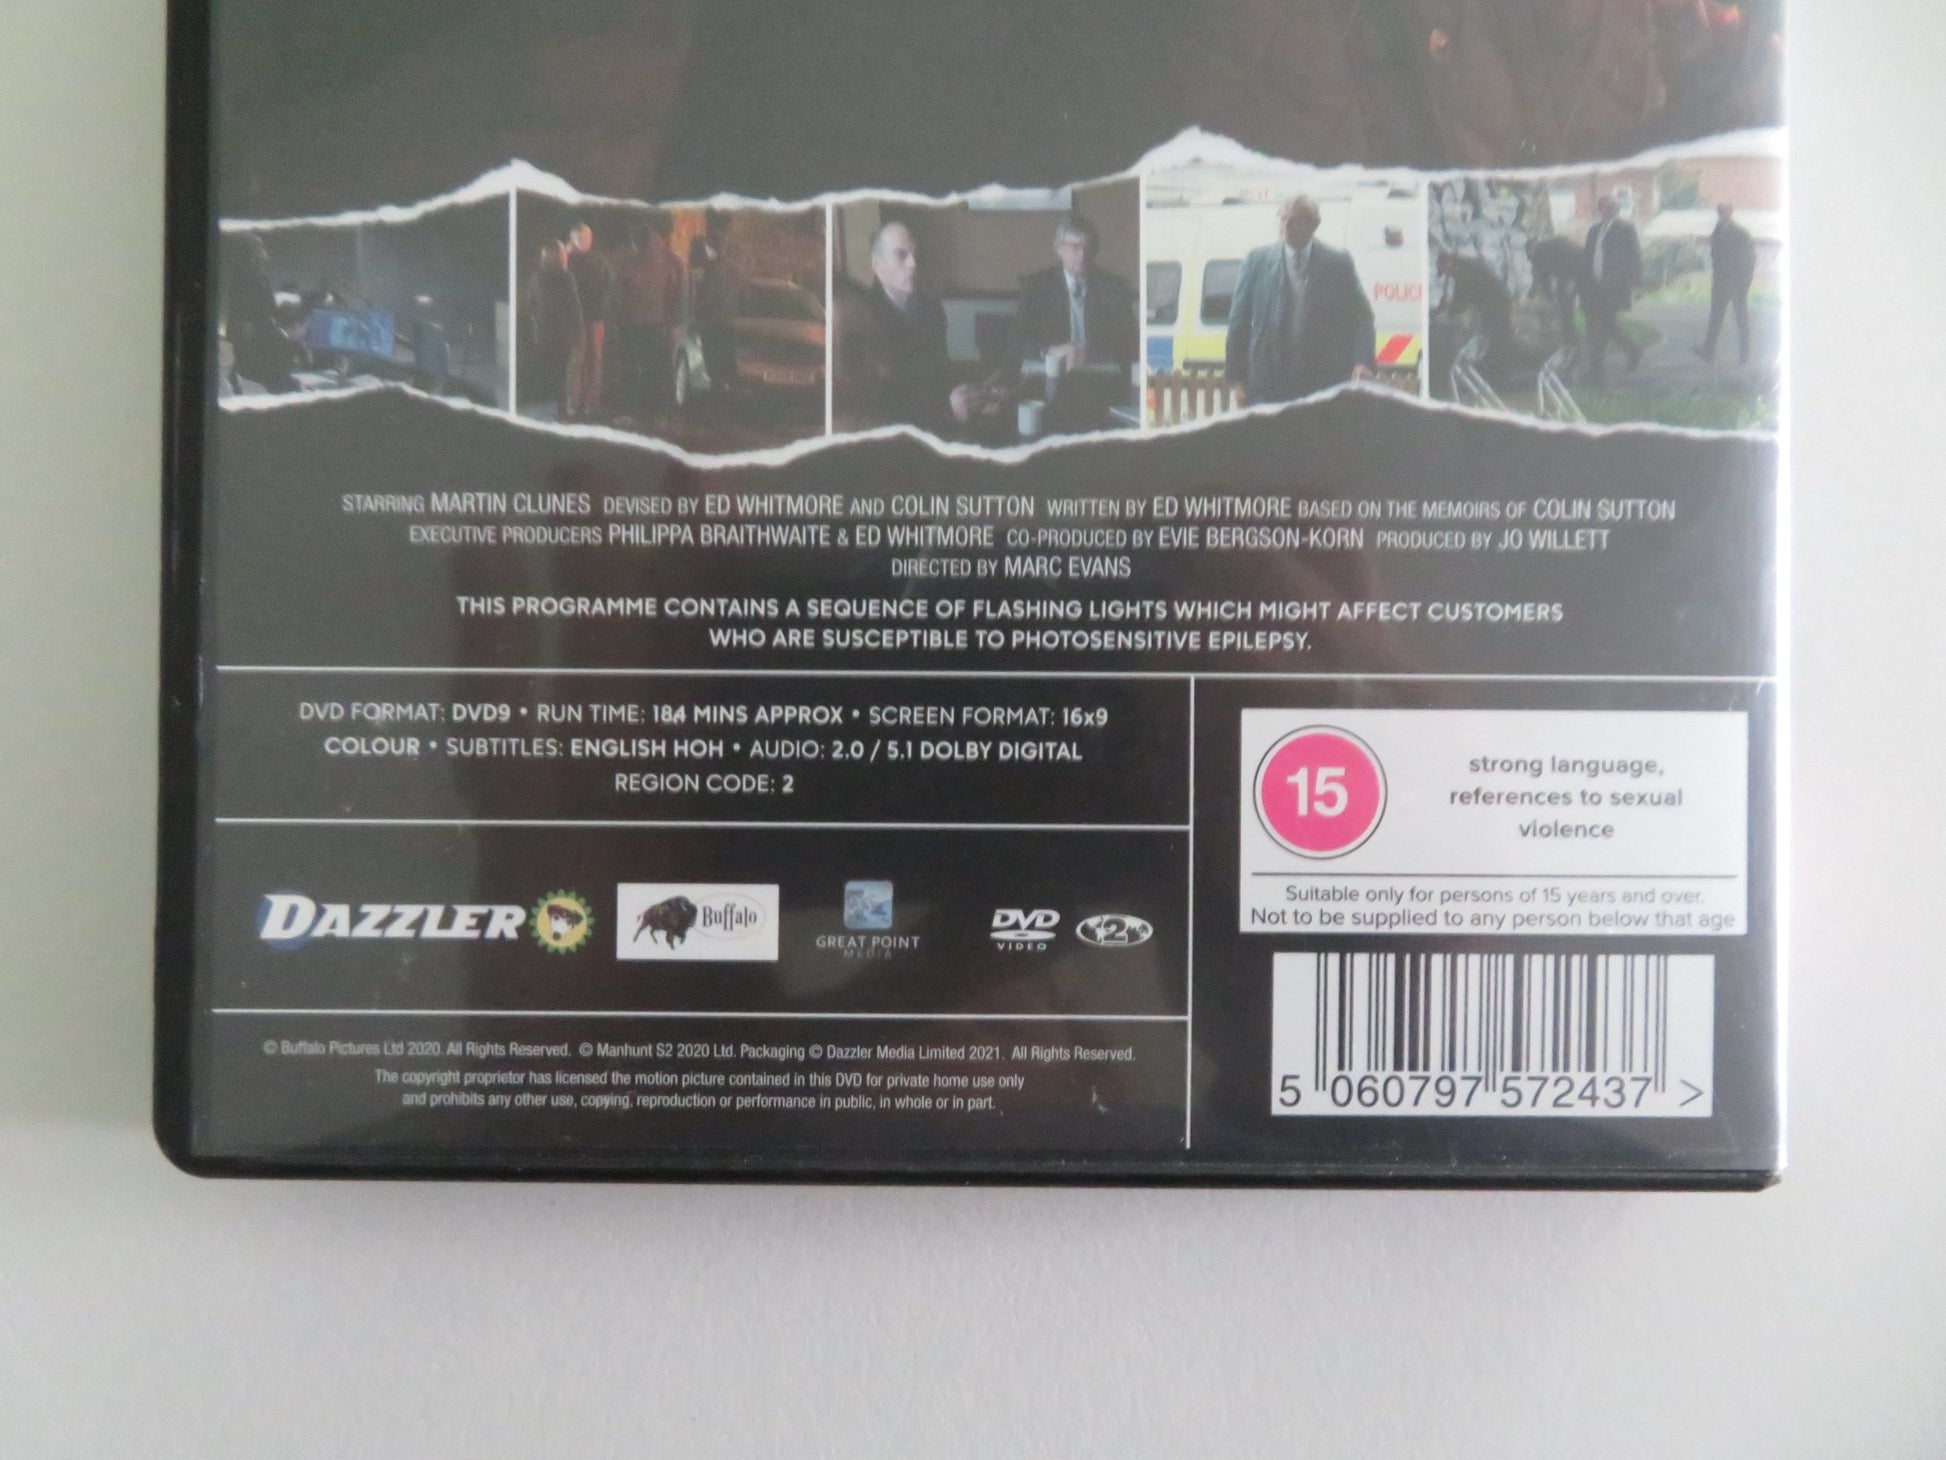 POLICE
STARRING MARTIN CLUNES DEVISED BY ED WHITMORE AND COLIN SUTTON WRITTEN BY ED WHITMORE BASED ON THE MEMOIRS OF COLIN SUTTON
EXECUTIVE PRODUCERS PHILIPPA BRAITHWAITE & ED WHITMORE CO-PRODUCED BY EVIE BERGSON-KORN PRODUCED BY JO WILLETT
DIRECTED BY MARC EVANS
THIS PROGRAMME CONTAINS A SEQUENCE OF FLASHING LIGHTS WHICH MIGHT AFFECT CUSTOMERS
WHO ARE SUSCEPTIBLE TO PHOTOSENSITIVE EPILEPSY.
DVD FORMAT: DVD9 • RUN TIME: 184 MINS APPROX • SCREEN FORMAT: 16x9
COLOUR • SUBTITLES: ENGLISH HOH • AUDIO: 2.0 / 5.1 DOLBY DIGITAL
REGION CODE: 2
15
strong language,
references to sexual
violence
Suitable only for persons of 15 years and over.
Not to be supplied to any person below that age
DAZZLER
Buffalo
GREAT POINT
MEDIA
DVD
VIDEO
2
© Buffalo Pictures Ltd 2020. All Rights Reserved. © Manhunt S2 2020 Ltd. Packaging © Dazzler Media Limited 2021. All Rights Reserved.
The copyright proprietor has licensed the motion picture contained in this DVD for private home use only
and prohibits any other use, copying, reproduction or performance in public, in whole or in part.
5 060797 572437 >